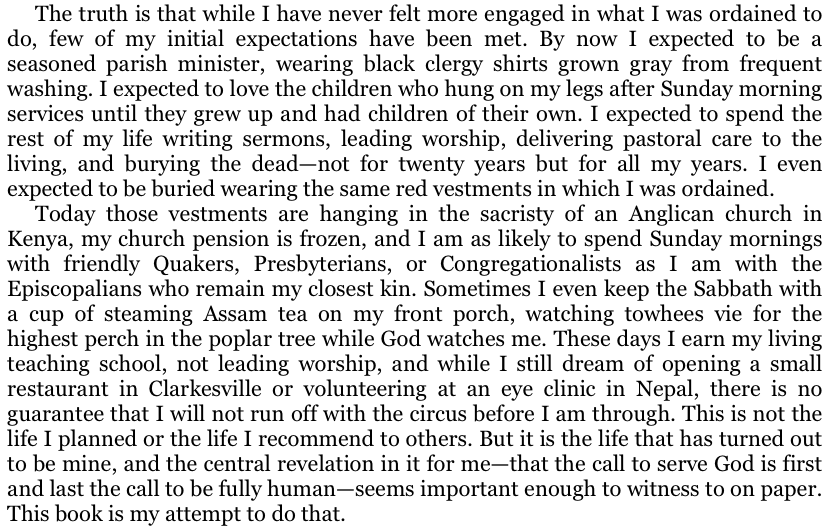 The truth is that while I have never felt more engaged in what I was ordained to
do, few of my initial expectations have been met. By now I expected to be a
seasoned parish minister, wearing black clergy shirts grown gray from frequent
washing. I expected to love the children who hung on my legs after Sunday morning
services until they grew up and had children of their own. I expected to spend the
rest of my life writing sermons, leading worship, delivering pastoral care to the
living, and burying the dead—not for twenty years but for all my years. I even
expected to be buried wearing the same red vestments in which I was ordained.
Today those vestments are hanging in the sacristy of an Anglican church in
Kenya, my church pension is frozen, and I am as likely to spend Sunday mornings
with friendly Quakers, Presbyterians, or Congregationalists as I am with the
Episcopalians who remain my closest kin. Sometimes I even keep the Sabbath with
a cup of steaming Assam tea on my front porch, watching towhees vie for the
highest perch in the poplar tree while God watches me. These days I earn my living
teaching school, not leading worship, and while I still dream of opening a small
restaurant in Clarkesville or volunteering at an eye clinic in Nepal, there is no
guarantee that I will not run off with the circus before I am through. This is not the
life I planned or the life I recommend to others. But it is the life that has turned out
to be mine, and the central revelation in it for me—that the call to serve God is first
and last the call to be fully human—seems important enough to witness to on paper.
This book is my attempt to do that.